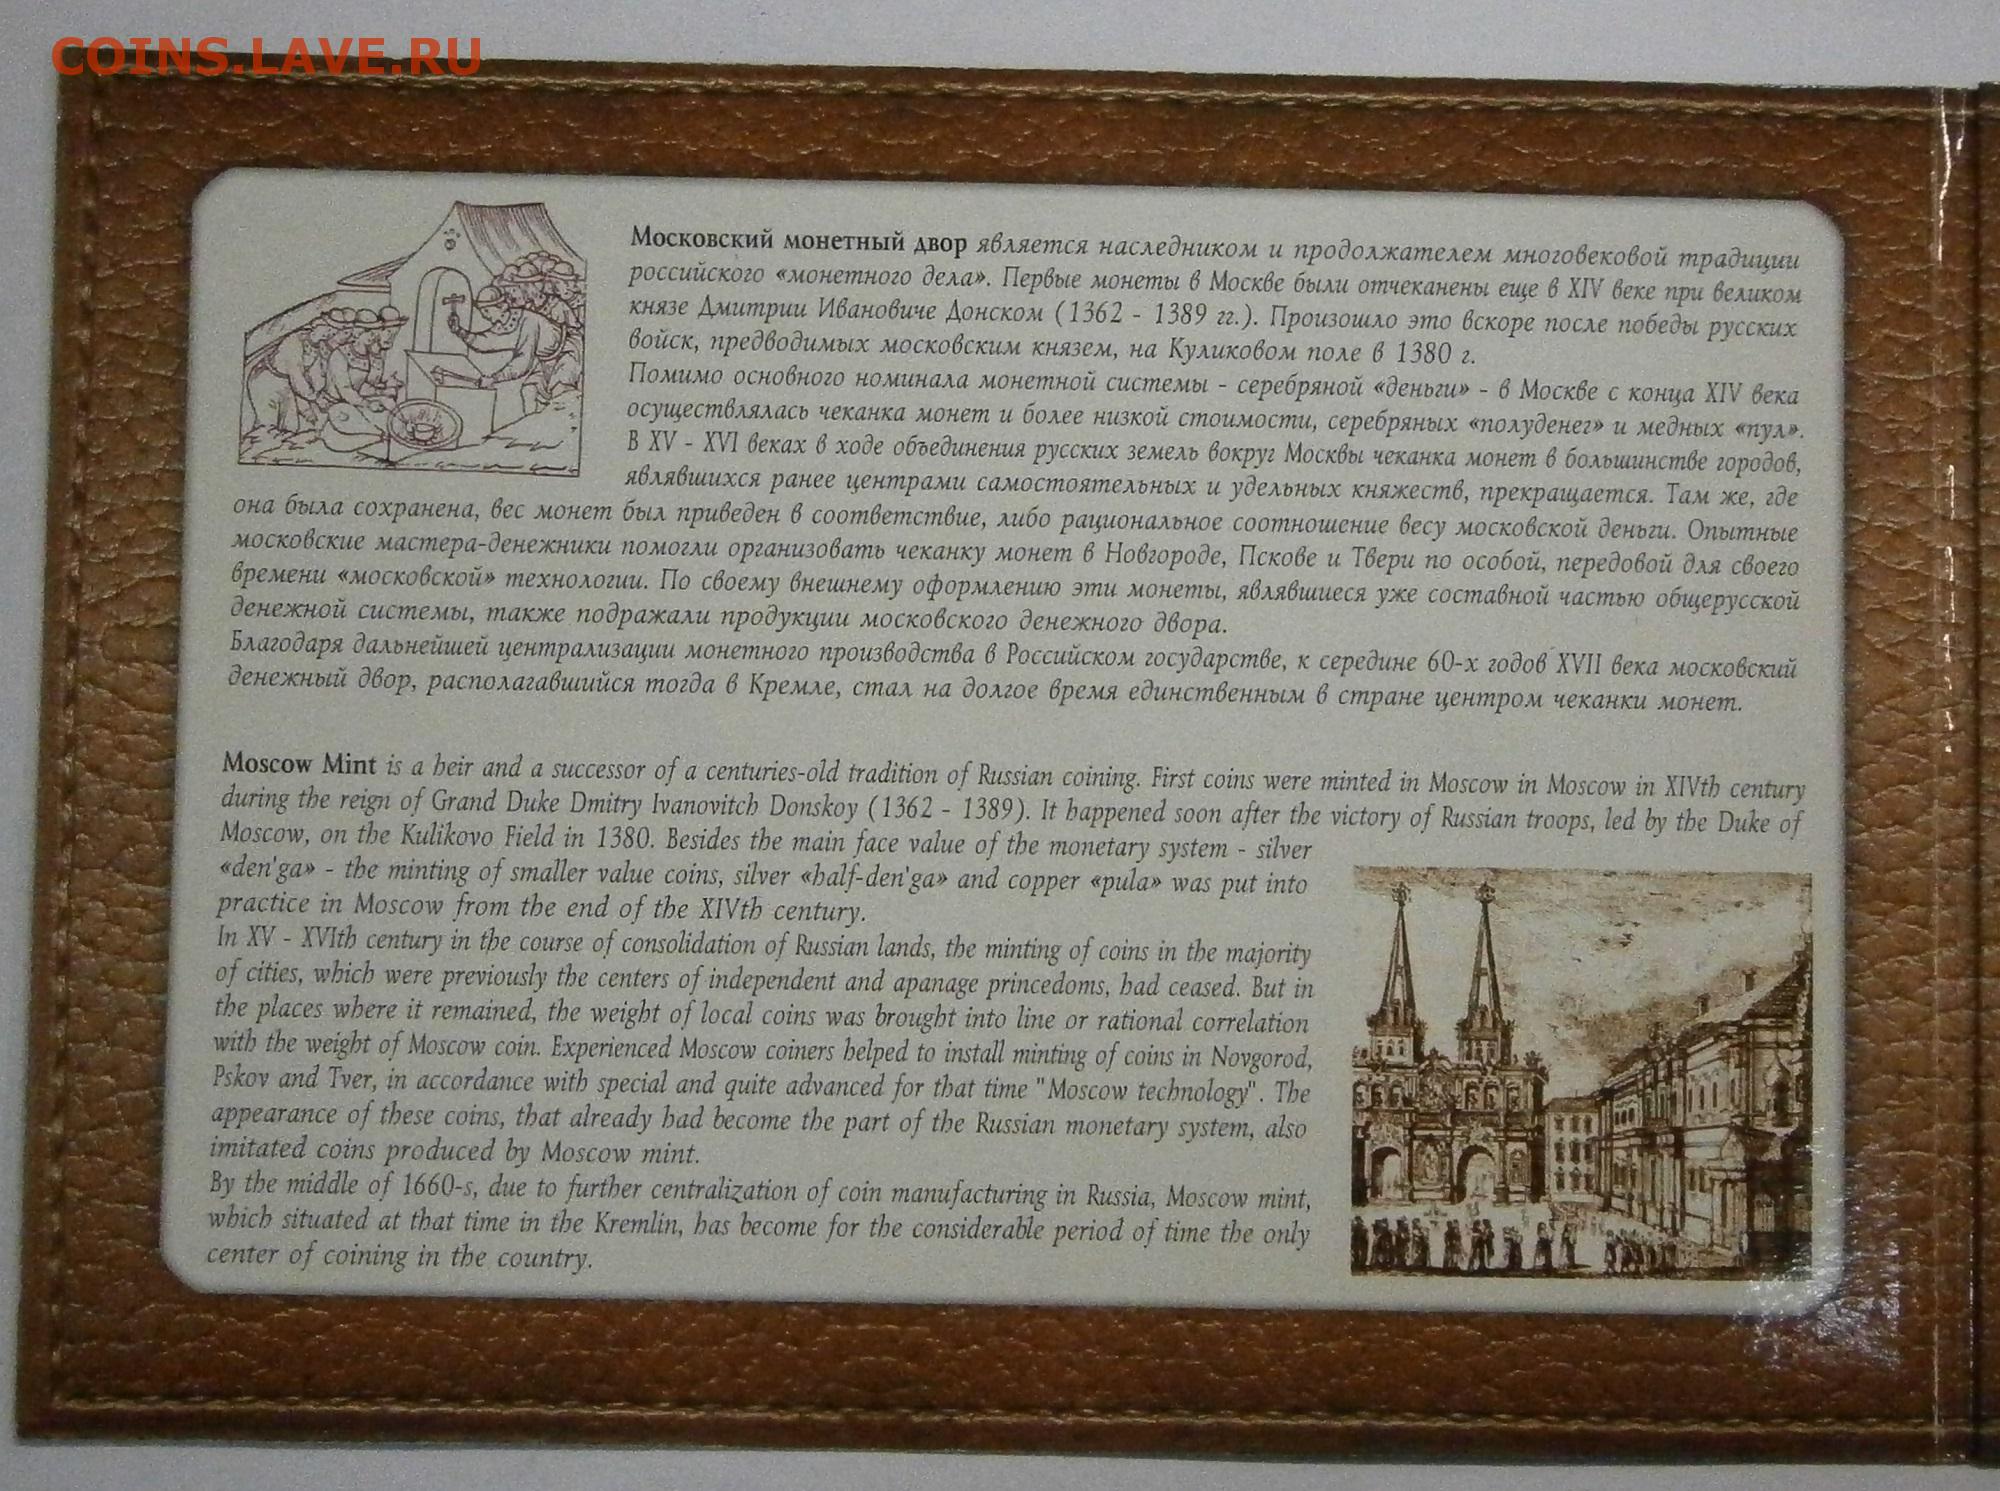 COINS.LAVE.RU
Московский монетный двор является наследником и продолжателем многовековой традиции
российского «монетного дела». Первые монеты в Москве были отчеканены еще в XIV веке при великом
князе Дмитрии Ивановиче Донском (1362 - 1389 гг.). Произошло это вскоре после победы русских
войск, предводимых московским князем, на Куликовом поле в 1380 г.
Помимо основного номинала монетной системы - серебряной «деньги» - в Москве с конца XIV века
осуществлялась чеканка монет и более низкой стоимости, серебряных «полуденег» и медных «пул».
В XV - XVI веках в ходе объединения русских земель вокруг Москвы чеканка монет в большинстве городов,
являвшихся ранее центрами самостоятельных и удельных княжеств, прекращается. Там же, где
она была сохранена, вес монет был приведен в соответствие, либо рациональное соотношение весу московской деньги. Опытные
московские мастера-денежники помогли организовать чеканку монет в Новгороде, Пскове и Твери по особой, передовой для своего
времени «московской» технологии. По своему внешнему оформлению эти монеты, являвшиеся уже составной частью общерусской
денежной системы, также подражали продукции московского денежного двора.
Благодаря дальнейшей централизации монетного производства в Российском государстве, к середине 60-х годов XVII века московский
денежный двор, располагавшийся тогда в Кремле, стал на долгое время единственным в стране центром чеканки монет.
Moscow Mint is a heir and a successor of a centuries-old tradition of Russian coining. First coins were minted in Moscow in Moscow in XIVth century
during the reign of Grand Duke Dmitry Ivanovitch Donskoy (1362 - 1389). It happened soon after the victory of Russian troops, led by the Duke of
Moscow, on the Kulikovo Field in 1380. Besides the main face value of the monetary system - silver
«den'ga» - the minting of smaller value coins, silver «half-den'ga» and copper «pula» was put into
practice in Moscow from the end of the XIVth century.
In XV - XVIth century in the course of consolidation of Russian lands, the minting of coins in the majority
of cities, which were previously the centers of independent and apanage princedoms, had ceased. But in
the places where it remained, the weight of local coins was brought into line or rational correlation
with the weight of Moscow coin. Experienced Moscow coiners helped to install minting of coins in Novgorod,
Pskov and Tver, in accordance with special and quite advanced for that time "Moscow technology". The
appearance of these coins, that already had become the part of the Russian monetary system, also
imitated coins produced by Moscow mint.
By the middle of 1660-s, due to further centralization of coin manufacturing in Russia, Moscow mint,
which situated at that time in the Kremlin, has become for the considerable period of time the only
center of coining in the country.